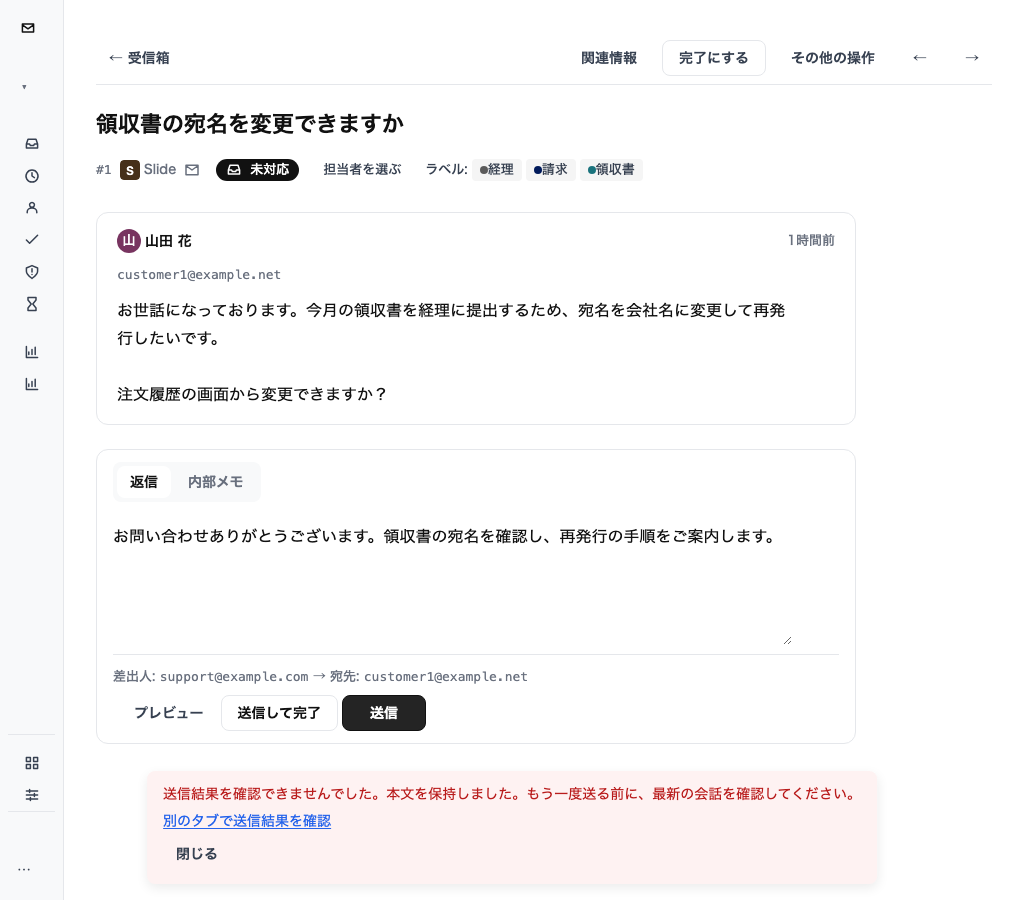 ← 受信箱
関連情報
完了にする
その他の操作
←
→
領収書の宛名を変更できますか
#1 S Slide 未対応 担当者を選ぶ ラベル: 経理 請求 領収書
山 山田 花 1時間前
customer1@example.net
お世話になっております。今月の領収書を経理に提出するため、宛名を会社名に変更して再発
行したいです。
注文履歴の画面から変更できますか？
返信 内部メモ
お問い合わせありがとうございます。領収書の宛名を確認し、再発行の手順をご案内します。
差出人: support@example.com → 宛先: customer1@example.net
プレビュー 送信して完了 送信
送信結果を確認できませんでした。本文を保持しました。もう一度送る前に、最新の会話を確認してください。
別のタブで送信結果を確認
閉じる